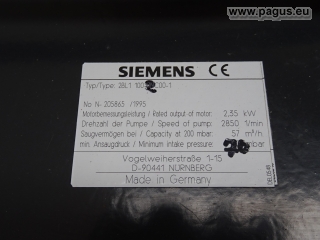 www.pagus.eu
SIEMENS CE
Typ/Type: 2BL1
No N- 205863 /1995
Motorbemessungsleistung / Rated output of motor: 2,35 kW
Drehzahl der Pumpe / Speed of pump: 2850 1/min
Saugvermögen bei / Capacity at 200 mbar: 57 m³/h
min. Ansaugdruck / Minimum intake pressure:
Vogelweiherstraße 1-15
D-90441 NÜRNBERG
Made in Germany